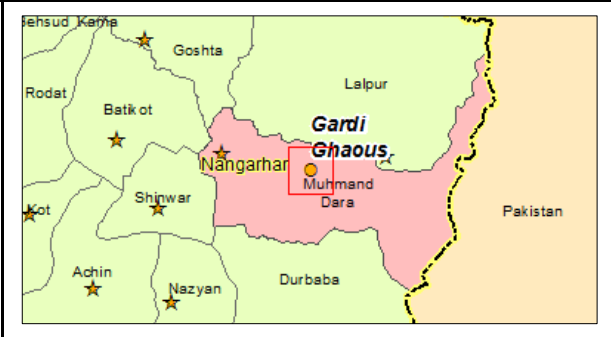 Behsud Kama
Goshta
Rodat
Lalpur
Batikot
Gardi
Ghaous
Nangarhar
Muhmand
Dara
Shinwar
Kot
Pakistan
Achin
Nazyan
Durbaba